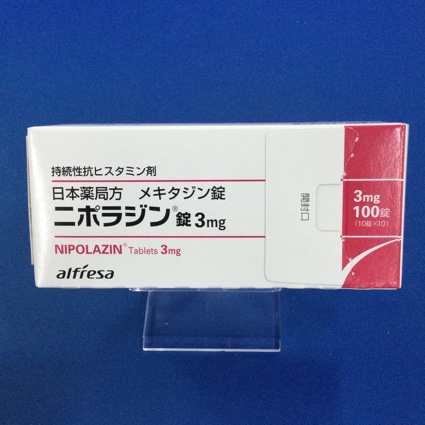 持続性抗ヒスタミン剤
日本薬局方 メキタジン錠
ニポラジン®錠3mg
NIPOLAZIN® Tablets 3mg
alfresa
開封口
3mg
100錠
(10錠×10)